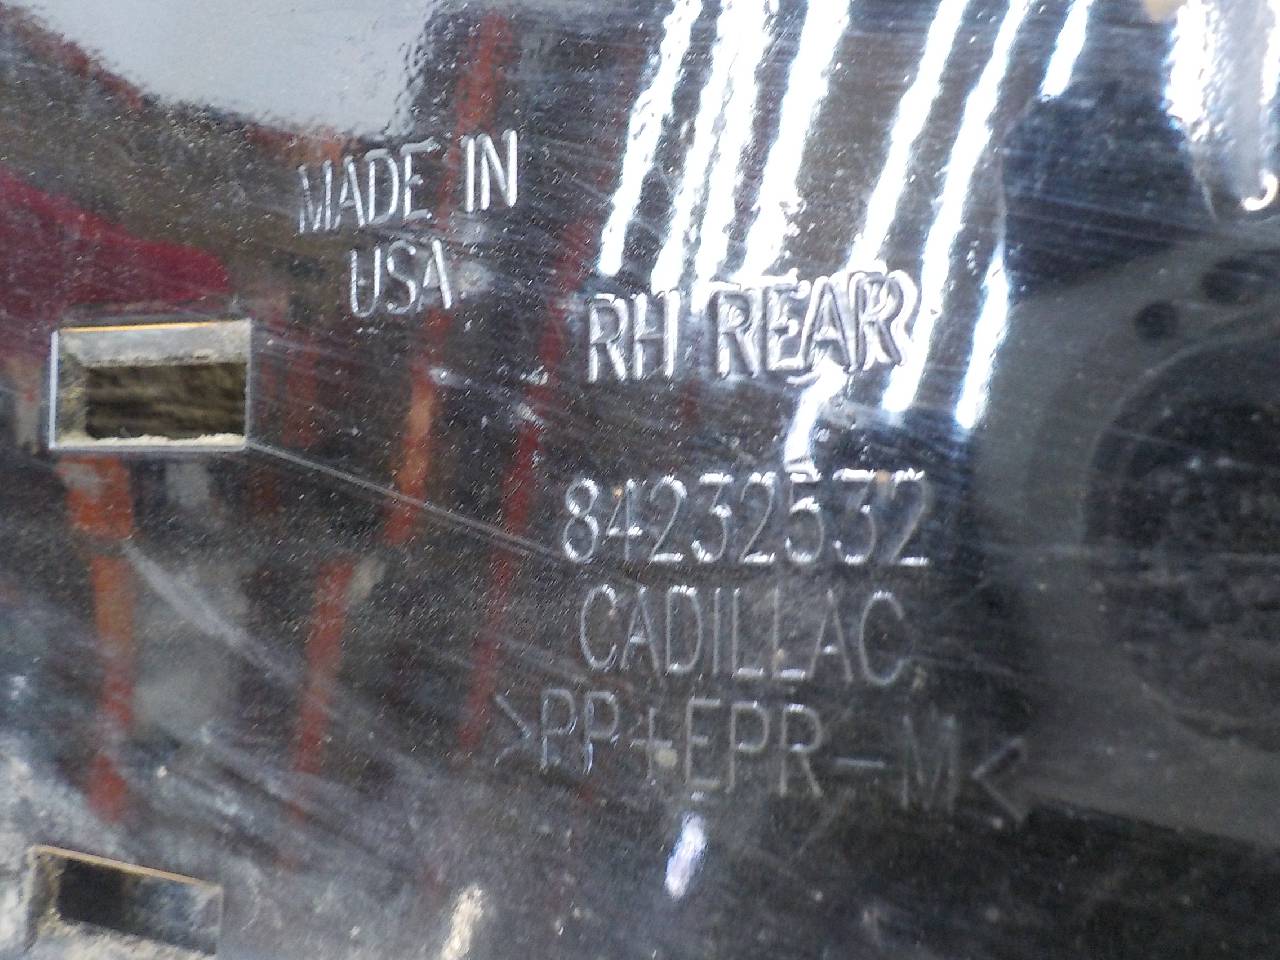 MADE IN
USA
RH REAR
84232532
CADILLAC
>PP+EPR-M<